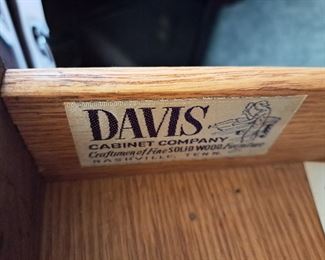 DAVIS
CABINET COMPANY
Craftsmen of Fine SOLID WOOD Furniture
NASHVILLE, TENN.